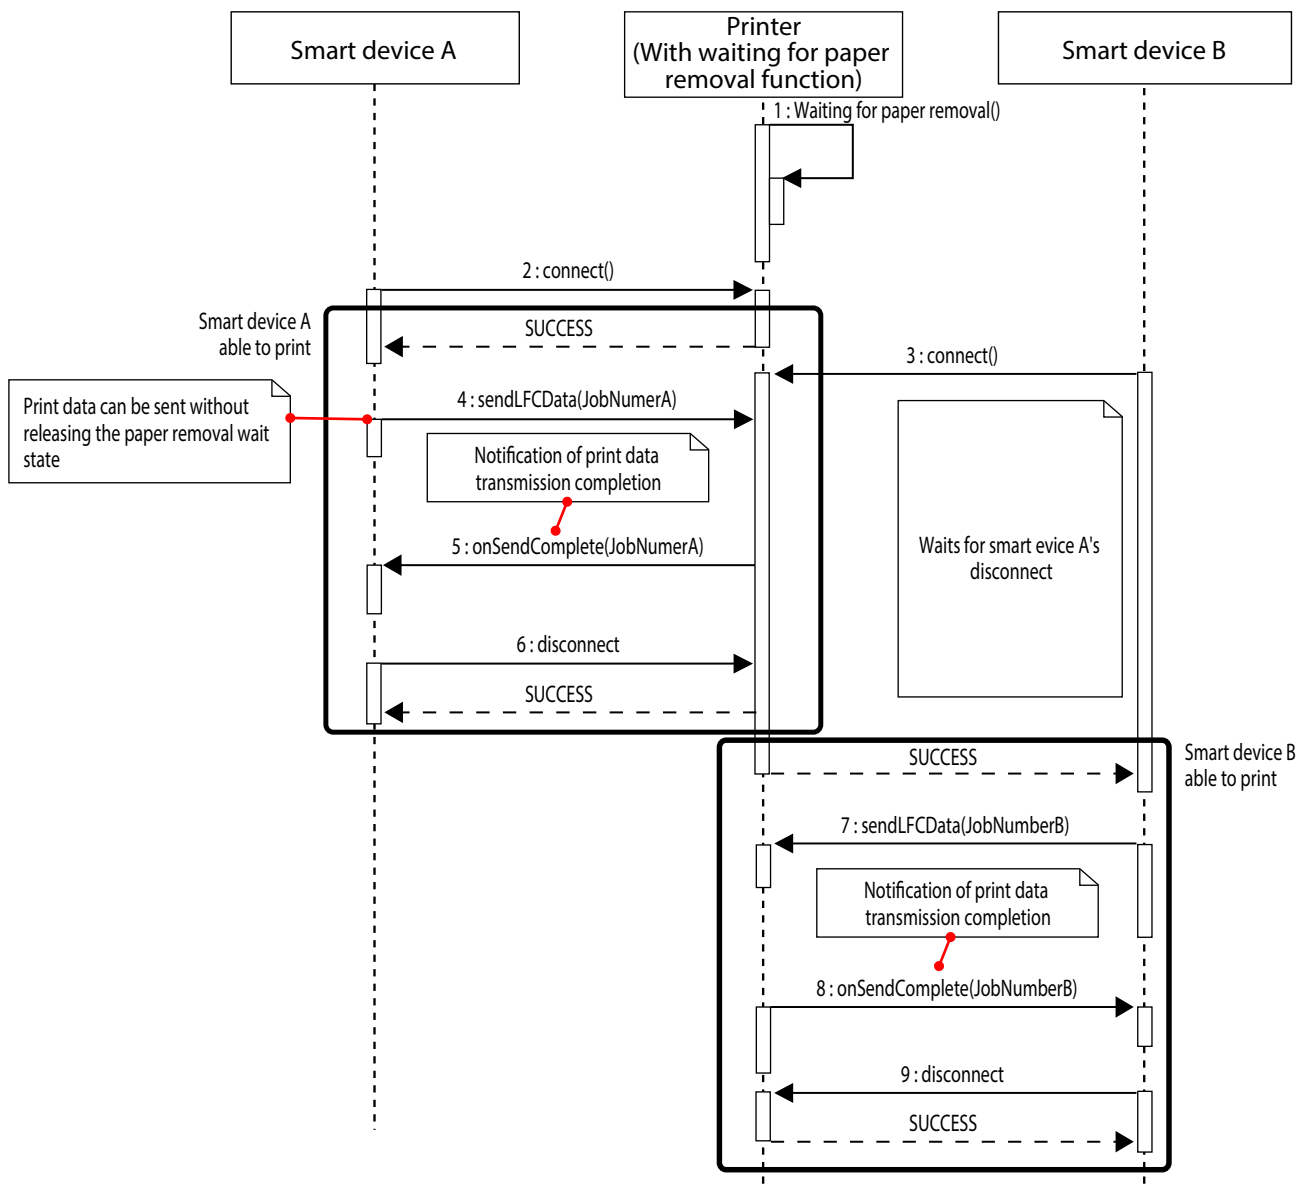 Smart device A
Printer
(With waiting for paper
removal function)
Smart device B
1 : Waiting for paper removal()
2 : connect()
Smart device A
able to print
SUCCESS
3 : connect()
Print data can be sent without
releasing the paper removal wait
state
4 : sendLFCData(JobNumerA)
Notification of print data
transmission completion
5 : onSendComplete(JobNumerA)
Waits for smart evice A's
disconnect
6 : disconnect
SUCCESS
SUCCESS
Smart device B
able to print
7 : sendLFCData(JobNumberB)
Notification of print data
transmission completion
8 : onSendComplete(JobNumberB)
9 : disconnect
SUCCESS